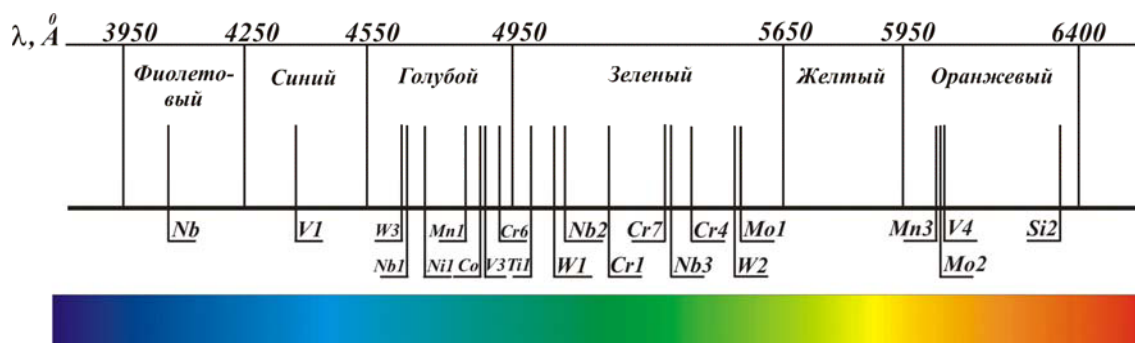 λ, Å 3950 4250 4550 4950 5650 5950 6400
Фиолето-
вый
Синий Голубой Зеленый Желтый Оранжевый
Nb V1 W3 Mn1 Cr6 Nb2 Cr7 Cr4 Mo1 Mn3 V4 Si2
Nb1 Ni1 Co V3 Ti1 W1 Cr1 Nb3 W2 Mo2